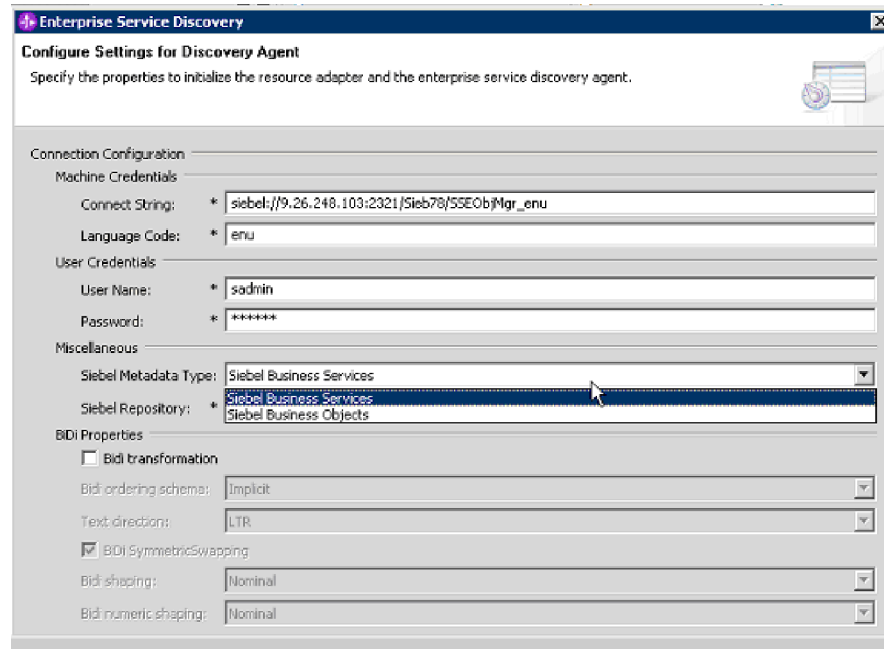 Enterprise Service Discovery
Configure Settings for Discovery Agent
Specify the properties to initialize the resource adapter and the enterprise service discovery agent.
Connection Configuration
Machine Credentials
Connect String: * siebel://9.26.248.103:2321/Sieb78/SSEObjMgr_enu
Language Code: * enu
User Credentials
User Name: * sadmin
Password: * ******
Miscellaneous
Siebel Metadata Type: Siebel Business Services
Siebel Business Services
Siebel Repository: *
Siebel Business Objects
BiDi Properties
Bidi transformation
Bidi ordering schema: Implicit
Text direction: LTR
BDi SymmetricSwapping
Bidi shaping: Nominal
Bidi numeric shaping: Nominal